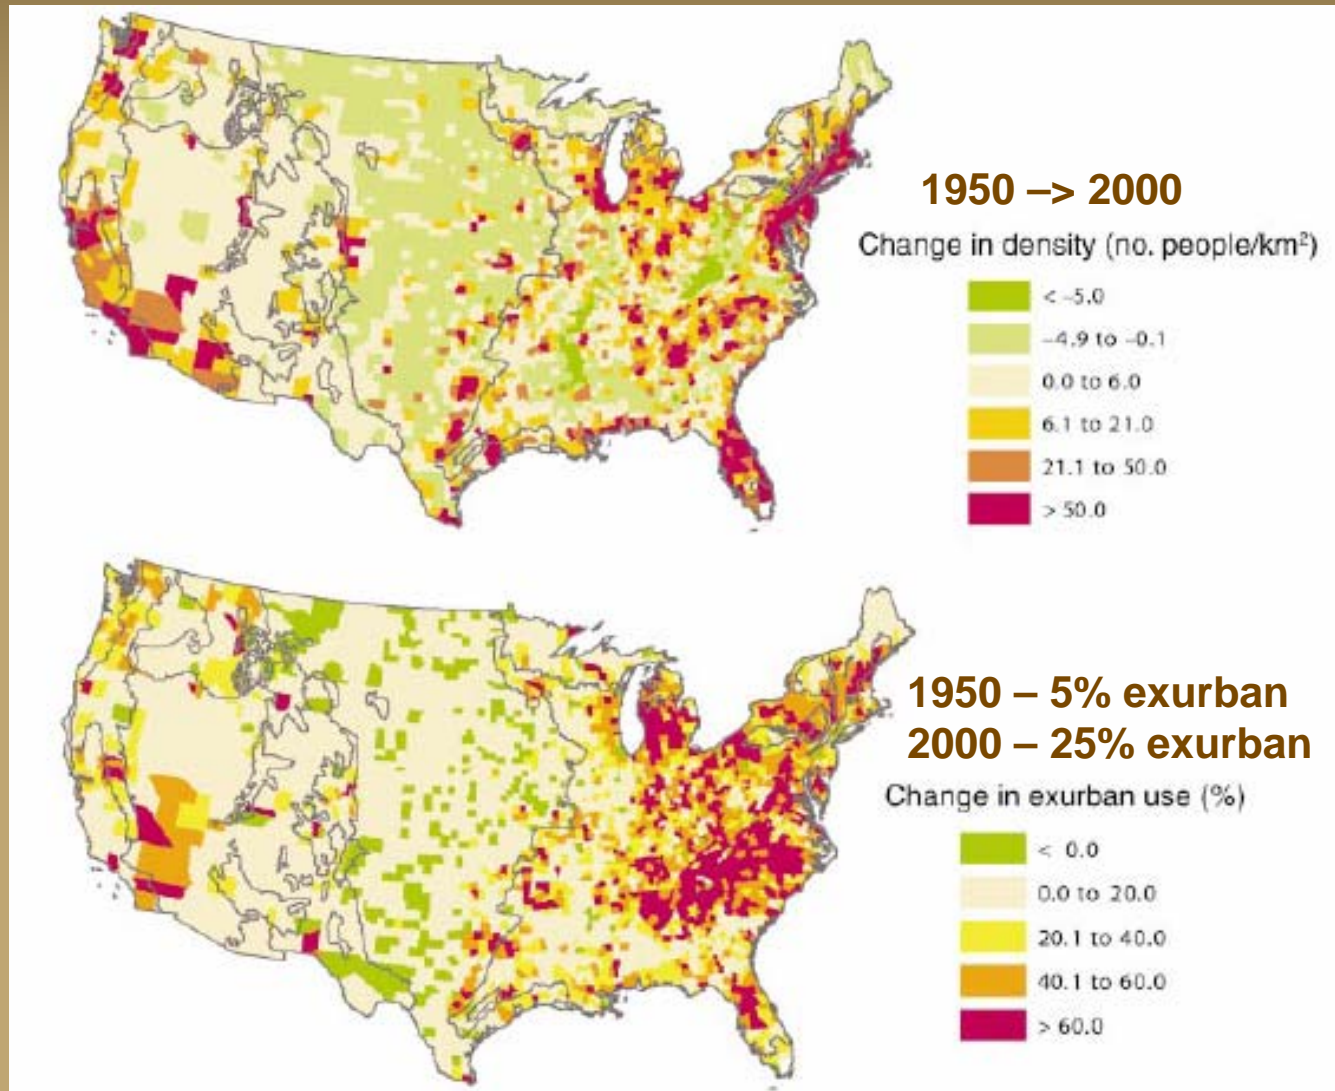 1950 –> 2000
Change in density (no. people/km²)
< –5.0
–4.9 to –0.1
0.0 to 6.0
6.1 to 21.0
21.1 to 50.0
> 50.0
1950 – 5% exurban
2000 – 25% exurban
Change in exurban use (%)
< 0.0
0.0 to 20.0
20.1 to 40.0
40.1 to 60.0
> 60.0